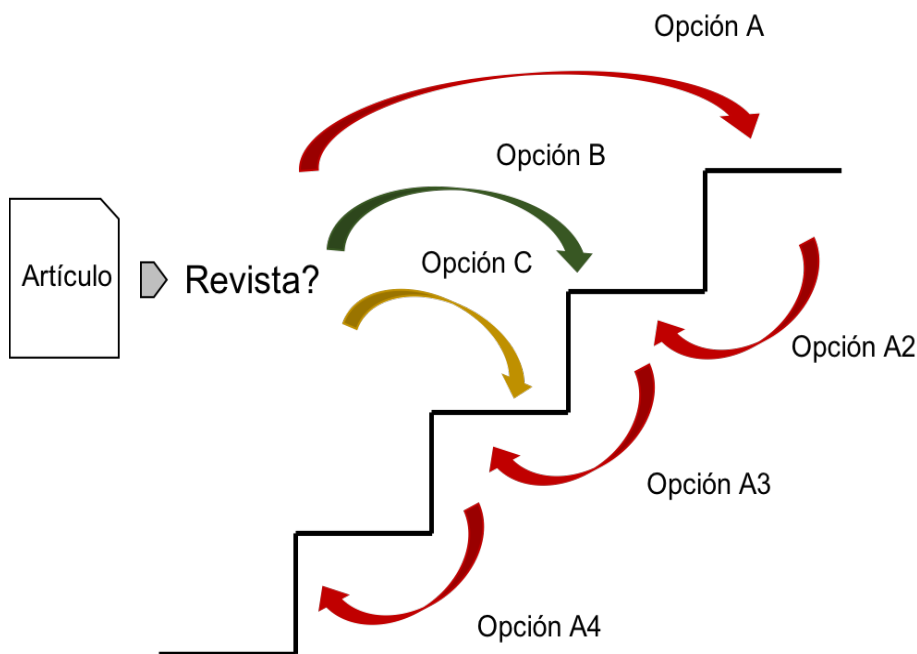 Opción A
Opción B
Opción C
Artículo
Revista?
Opción A2
Opción A3
Opción A4